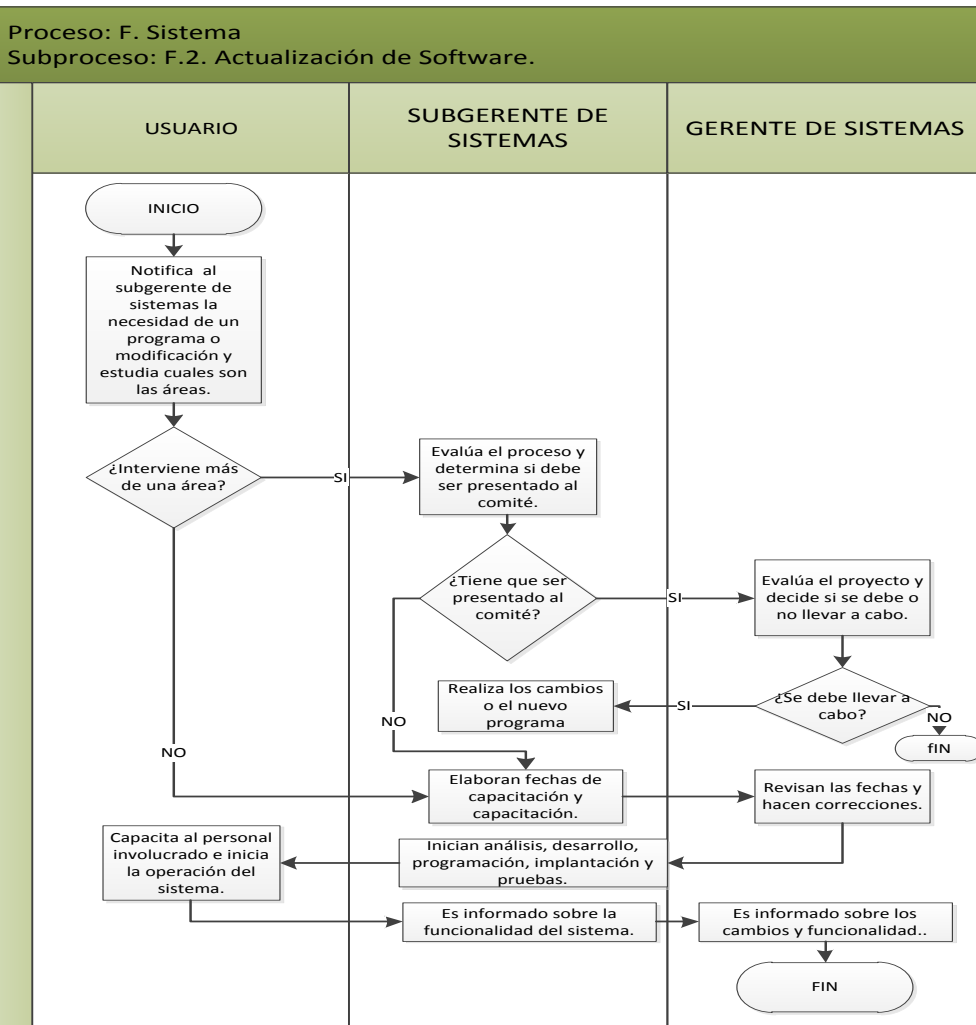 Proceso: F. Sistema
Subproceso: F.2. Actualización de Software.
USUARIO
SUBGERENTE DE
SISTEMAS
GERENTE DE SISTEMAS
INICIO
Notifica al
subgerente de
sistemas la
necesidad de un
programa o
modificación y
estudia cuales son
las áreas.
¿Interviene más
de una área?
SI
Evalúa el proceso y
determina si debe
ser presentado al
comité.
¿Tiene que ser
presentado al
comité?
SI
Evalúa el proyecto y
decide si se debe o
no llevar a cabo.
¿Se debe llevar a
cabo?
SI
NO
fIN
Realiza los cambios
o el nuevo
programa
NO
NO
Elaboran fechas de
capacitación y
capacitación.
Revisan las fechas y
hacen correcciones.
Inician análisis, desarrollo,
programación, implantación y
pruebas.
Capacita al personal
involucrado e inicia
la operación del
sistema.
Es informado sobre la
funcionalidad del sistema.
Es informado sobre los
cambios y funcionalidad..
FIN